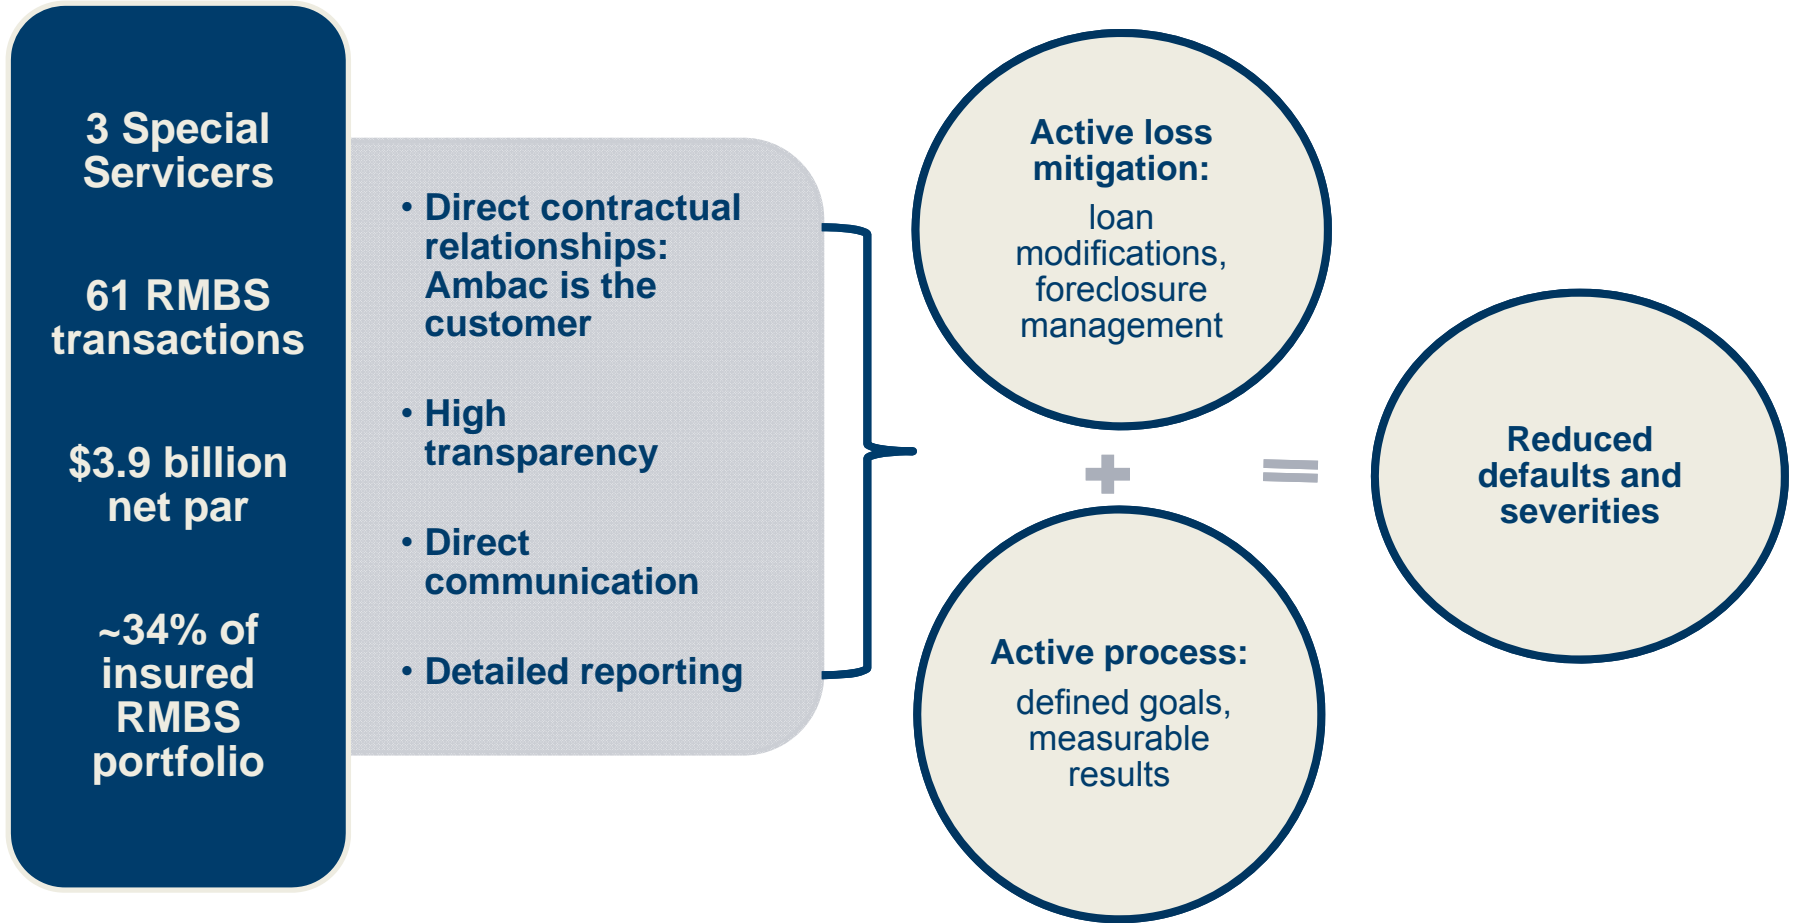 3 Special
Servicers
61 RMBS
transactions
$3.9 billion
net par
~34% of
insured
RMBS
portfolio
• Direct contractual
relationships:
Ambac is the
customer
• High
transparency
• Direct
communication
• Detailed reporting
Active loss
mitigation:
loan
modifications,
foreclosure
management
+
Active process:
defined goals,
measurable
results
=
Reduced
defaults and
severities